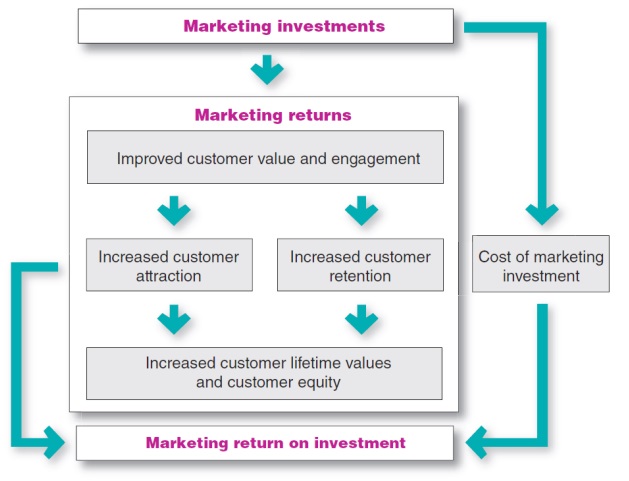 Marketing investments
Marketing returns
Improved customer value and engagement
Increased customer
attraction
Increased customer
retention
Cost of marketing
investment
Increased customer lifetime values
and customer equity
Marketing return on investment